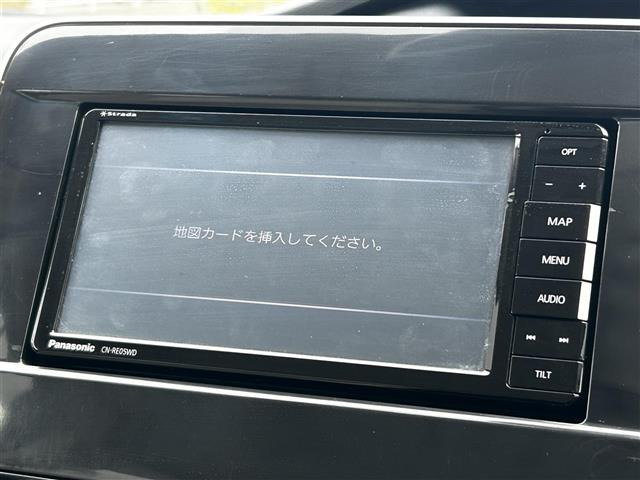 Strada
OPT
− +
MAP
地図カードを挿入してください。
MENU
AUDIO
Panasonic CN-RE05WD
TILT